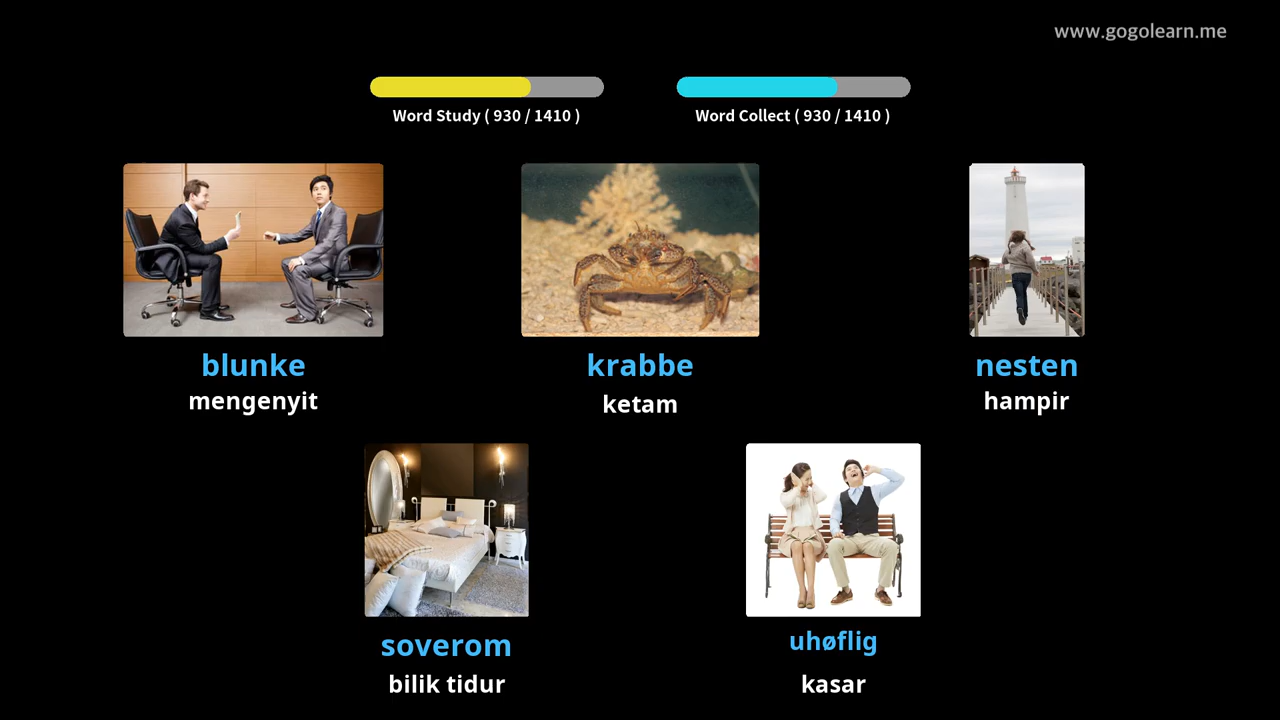 www.gogolearn.me
Word Study ( 930 / 1410 )
Word Collect ( 930 / 1410 )
blunke
mengenyit
krabbe
ketam
nesten
hampir
soverom
bilik tidur
uhøflig
kasar